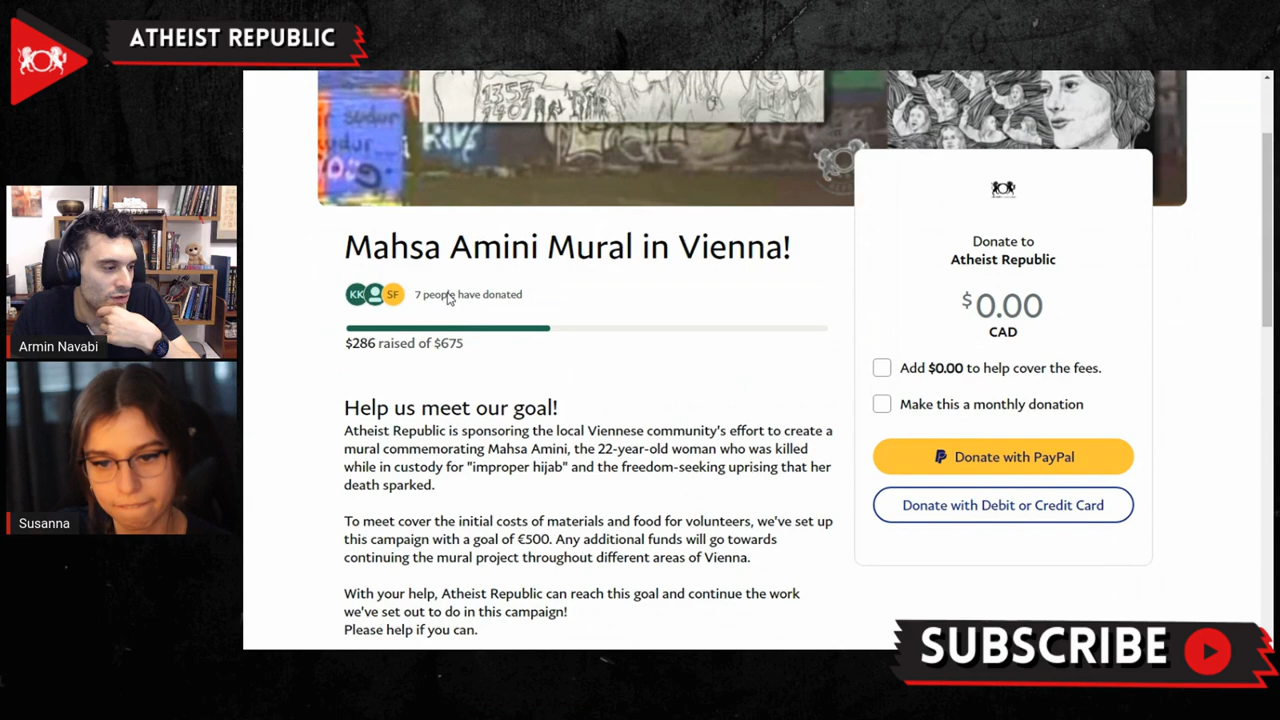 ATHEIST REPUBLIC
1357
Mahsa Amini Mural in Vienna!
KK
SF
7 people have donated
$286 raised of $675
Help us meet our goal!
Atheist Republic is sponsoring the local Viennese community's effort to create a
mural commemorating Mahsa Amini, the 22-year-old woman who was killed
while in custody for "improper hijab" and the freedom-seeking uprising that her
death sparked.
To meet cover the initial costs of materials and food for volunteers, we've set up
this campaign with a goal of €500. Any additional funds will go towards
continuing the mural project throughout different areas of Vienna.
With your help, Atheist Republic can reach this goal and continue the work
we've set out to do in this campaign!
Please help if you can.
Donate to
Atheist Republic
$0.00
CAD
Add $0.00 to help cover the fees.
Make this a monthly donation
Donate with PayPal
Donate with Debit or Credit Card
Armin Navabi
Susanna
SUBSCRIBE